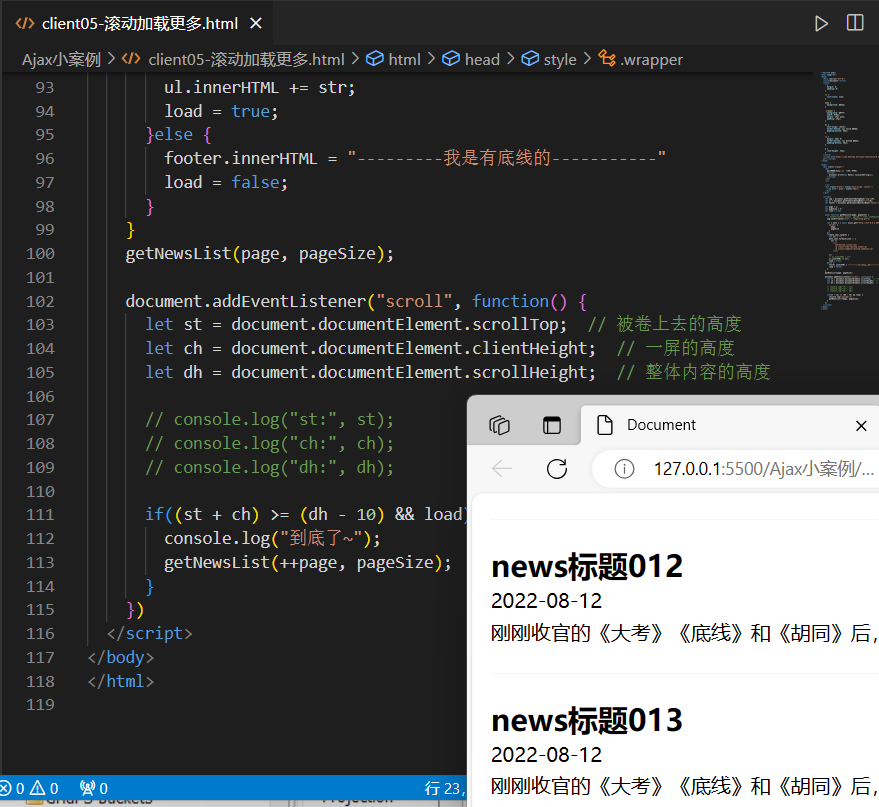 client05-滚动加载更多.html
Ajax小案例 > client05-滚动加载更多.html > html > head > style > .wrapper
93 ul.innerHTML += str;
94 load = true;
95 }else {
96 footer.innerHTML = "---------我是有底线的-----------"
97 load = false;
98 }
99 }
100 getNewsList(page, pageSize);
101
102 document.addEventListener("scroll", function() {
103 let st = document.documentElement.scrollTop; // 被卷上去的高度
104 let ch = document.documentElement.clientHeight; // 一屏的高度
105 let dh = document.documentElement.scrollHeight; // 整体内容的高度
106
107 // console.log("st:", st);
108 // console.log("ch:", ch);
109 // console.log("dh:", dh);
110
111 if((st + ch) >= (dh - 10) && load)
112 console.log("到底了~");
113 getNewsList(++page, pageSize);
114 }
115 })
116 </script>
117 </body>
118 </html>
119
Document
127.0.0.1:5500/Ajax小案例/...
news标题012
2022-08-12
刚刚收官的《大考》《底线》和《胡同》后，
news标题013
2022-08-12
刚刚收官的《大考》《底线》和《胡同》后，
0 0 0 行 23,